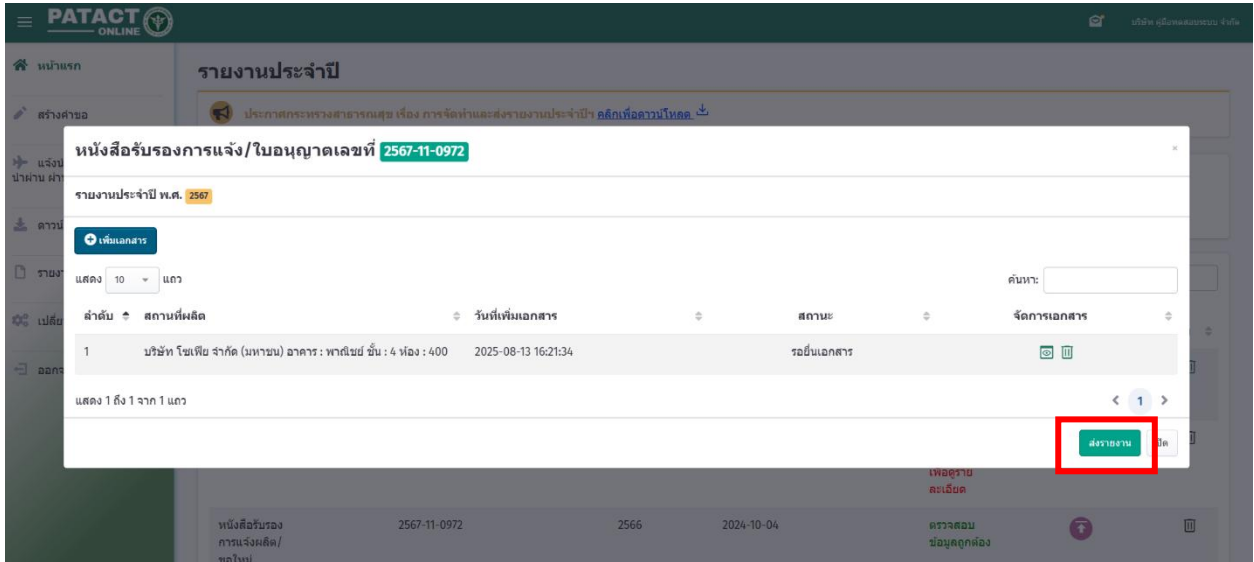 PATACT
ONLINE
บริษัท คู่มือทดสอบระบบ จำกัด
หน้าแรก
รายงานประจำปี
สร้างคำขอ
ประกาศกระทรวงสาธารณสุข เรื่อง การจัดทำและส่งรายงานประจำปีฯ คลิกเพื่อดาวน์โหลด
หนังสือรับรองการแจ้ง/ใบอนุญาตเลขที่ 2567-11-0972
×
รายงานประจำปี พ.ศ. 2567
เพิ่มเอกสาร
แสดง 10 แถว
ค้นหา:
ลำดับ สถานที่ผลิต วันที่เพิ่มเอกสาร สถานะ จัดการเอกสาร
1 บริษัท โซเฟีย จำกัด (มหาชน) อาคาร : พาณิชย์ ชั้น : 4 ห้อง : 400 2025-08-13 16:21:34 รอยื่นเอกสาร
แสดง 1 ถึง 1 จาก 1 แถว
1
ส่งรายงาน
เพื่อดูราย
ละเอียด
หนังสือรับรอง 2567-11-0972 2566 2024-10-04 ตรวจสอบ
การแจ้งผลิต/ ข้อมูลถูกต้อง
ขอใหม่